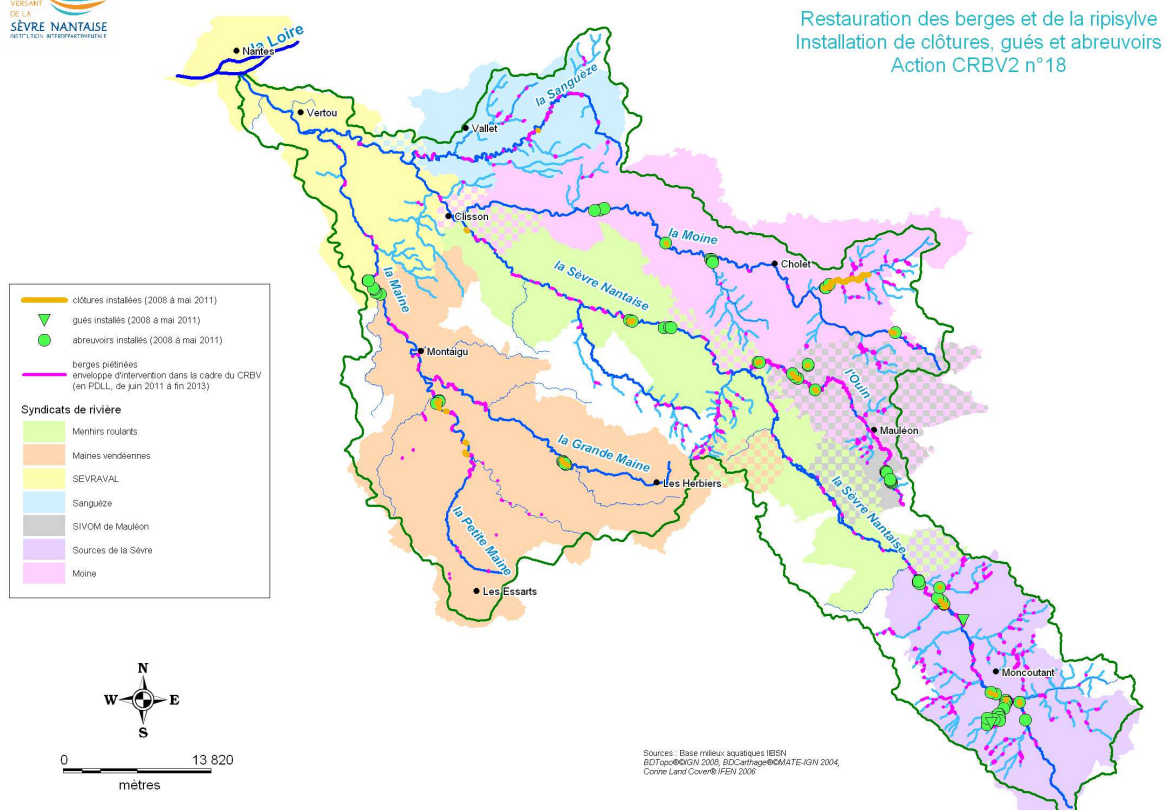 VERSANT
DE LA
SÈVRE NANTAISE
INSTITUTION INTERDÉPARTEMENTALE
Restauration des berges et de la ripisylve
Installation de clôtures, gués et abreuvoirs
Action CRBV2 n°18
la Loire
Nantes
Vertou
la Sanguèze
Vallet
Clisson
la Moine
Cholet
la Sèvre Nantaise
la Maine
Montaigu
l'Ouin
Mauléon
la Grande Maine
Les Herbiers
la Sèvre Nantaise
la Petite Maine
Les Essarts
Moncoutant
clôtures installées (2008 à mai 2011)
gués installés (2008 à mai 2011)
abreuvoirs installés (2008 à mai 2011)
berges piétinées
enveloppe d'intervention dans la cadre du CRBV
(en PDLL, de juin 2011 à fin 2013)
Syndicats de rivière
Menhirs roulants
Maines vendéennes
SEVRAVAL
Sanguèze
SIVOM de Mauléon
Sources de la Sèvre
Moine
N
W E
S
0 13 820
mètres
Sources : Base milieux aquatiques IIBSN
BDTopo®©IGN 2008, BDCarthage®©MATE-IGN 2004,
Corine Land Cover® IFEN 2006